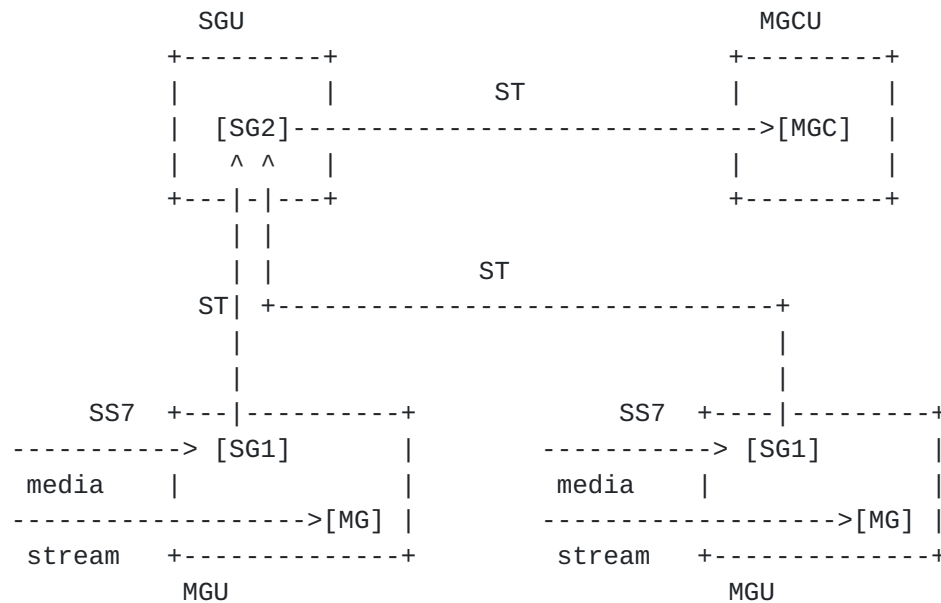 SGU MGCU
+---------+ +---------+
| | ST | |
| [SG2]------------------------------>[MGC] |
| ^ ^ | | |
+---|-|---+ +---------+
| |
| | ST
ST| +--------------------------------+
| |
| |
SS7 +---|----------+ SS7 +----|---------+
-----------> [SG1] | -----------> [SG1] |
media | | media | |
------------------->[MG] | ------------------->[MG] |
stream +--------------+ stream +--------------+
MGU MGU